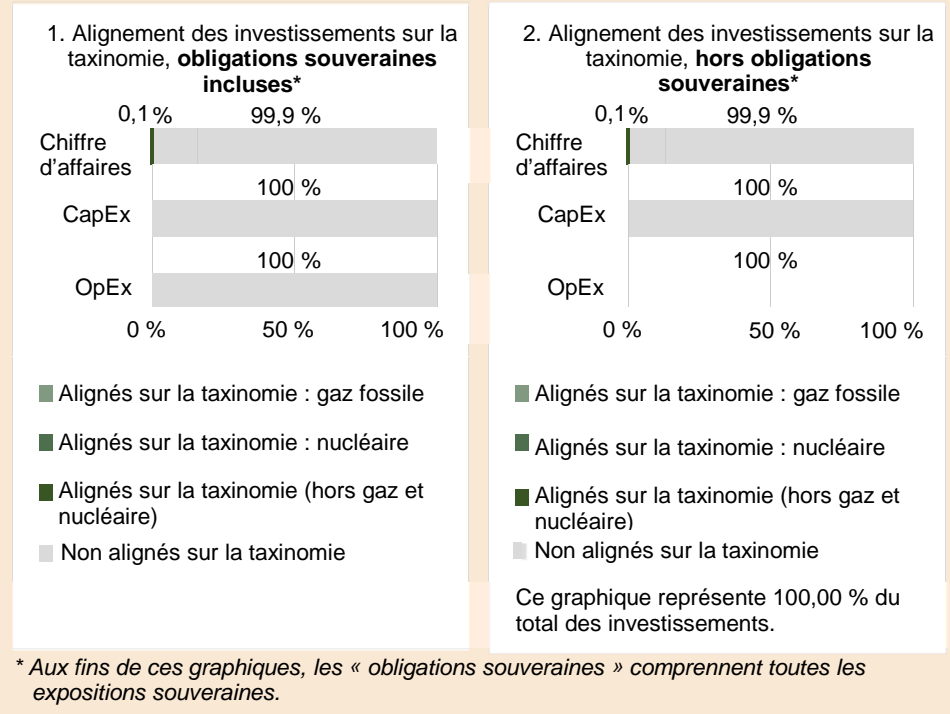 1. Alignement des investissements sur la
taxinomie, obligations souveraines
incluses*
0,1 % 99,9 %
Chiffre
d’affaires
100 %
CapEx
100 %
OpEx
0 % 50 % 100 %
Alignés sur la taxinomie : gaz fossile
Alignés sur la taxinomie : nucléaire
Alignés sur la taxinomie (hors gaz et
nucléaire)
Non alignés sur la taxinomie
2. Alignement des investissements sur la
taxinomie, hors obligations
souveraines*
0,1 % 99,9 %
Chiffre
d’affaires
100 %
CapEx
100 %
OpEx
0 % 50 % 100 %
Alignés sur la taxinomie : gaz fossile
Alignés sur la taxinomie : nucléaire
Alignés sur la taxinomie (hors gaz et
nucléaire)
Non alignés sur la taxinomie
Ce graphique représente 100,00 % du
total des investissements.
* Aux fins de ces graphiques, les « obligations souveraines » comprennent toutes les
expositions souveraines.